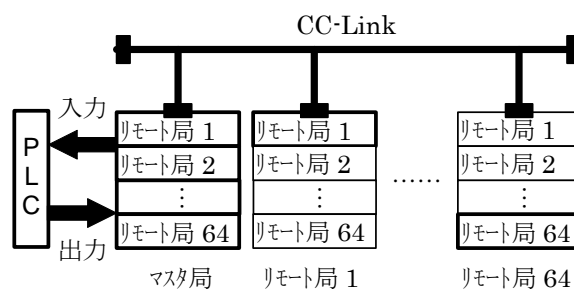 CC-Link
入力
PLC
出力
リモート局 1
リモート局 2
⋮
リモート局 64
マスタ局
リモート局 1
リモート局 2
⋮
リモート局 64
リモート局 1
……
リモート局 1
リモート局 2
⋮
リモート局 64
リモート局 64